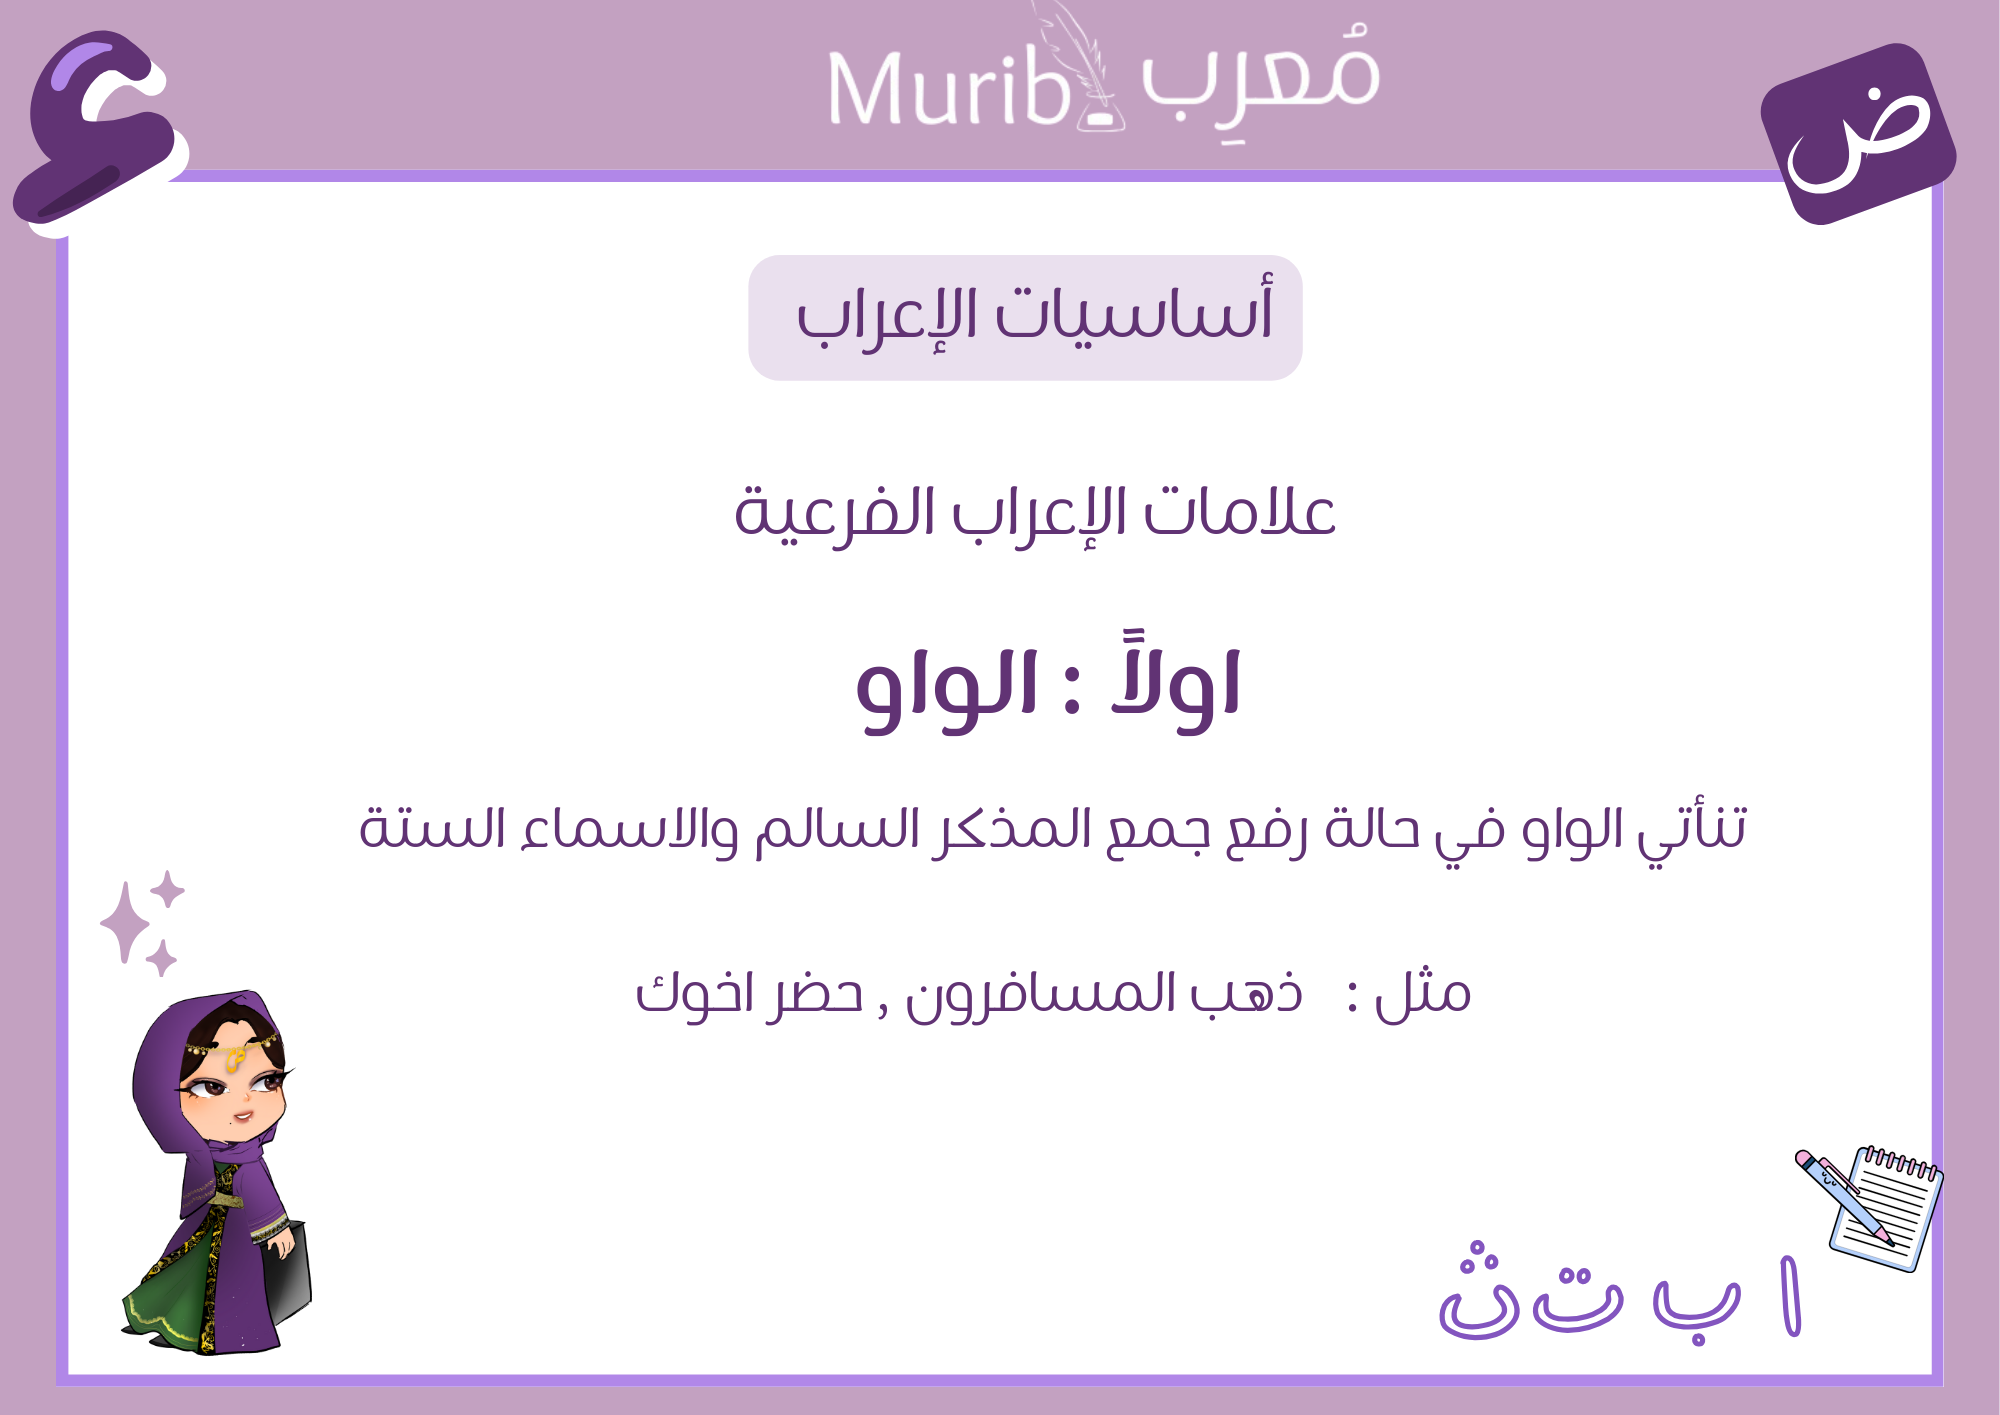 Murib مُعرِب
ع
ض
أساسيات الإعراب
علامات الإعراب الفرعية
اولاً : الواو
تنأتي الواو في حالة رفع جمع المذكر السالم والاسماء الستة
مثل : ذهب المسافرون , حضر اخوك
ا ب ت ث